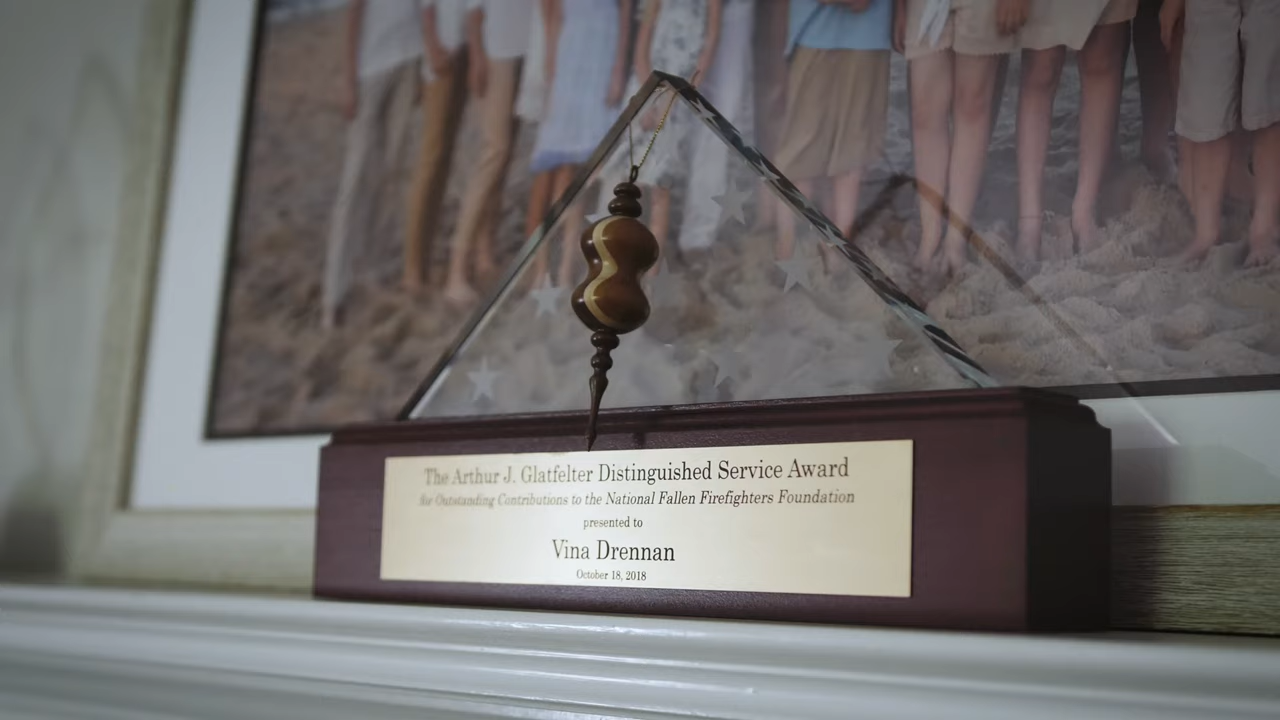 The Arthur J. Glatfelter Distinguished Service Award
for Outstanding Contributions to the National Fallen Firefighters Foundation
presented to
Vina Drennan
October 18, 2018